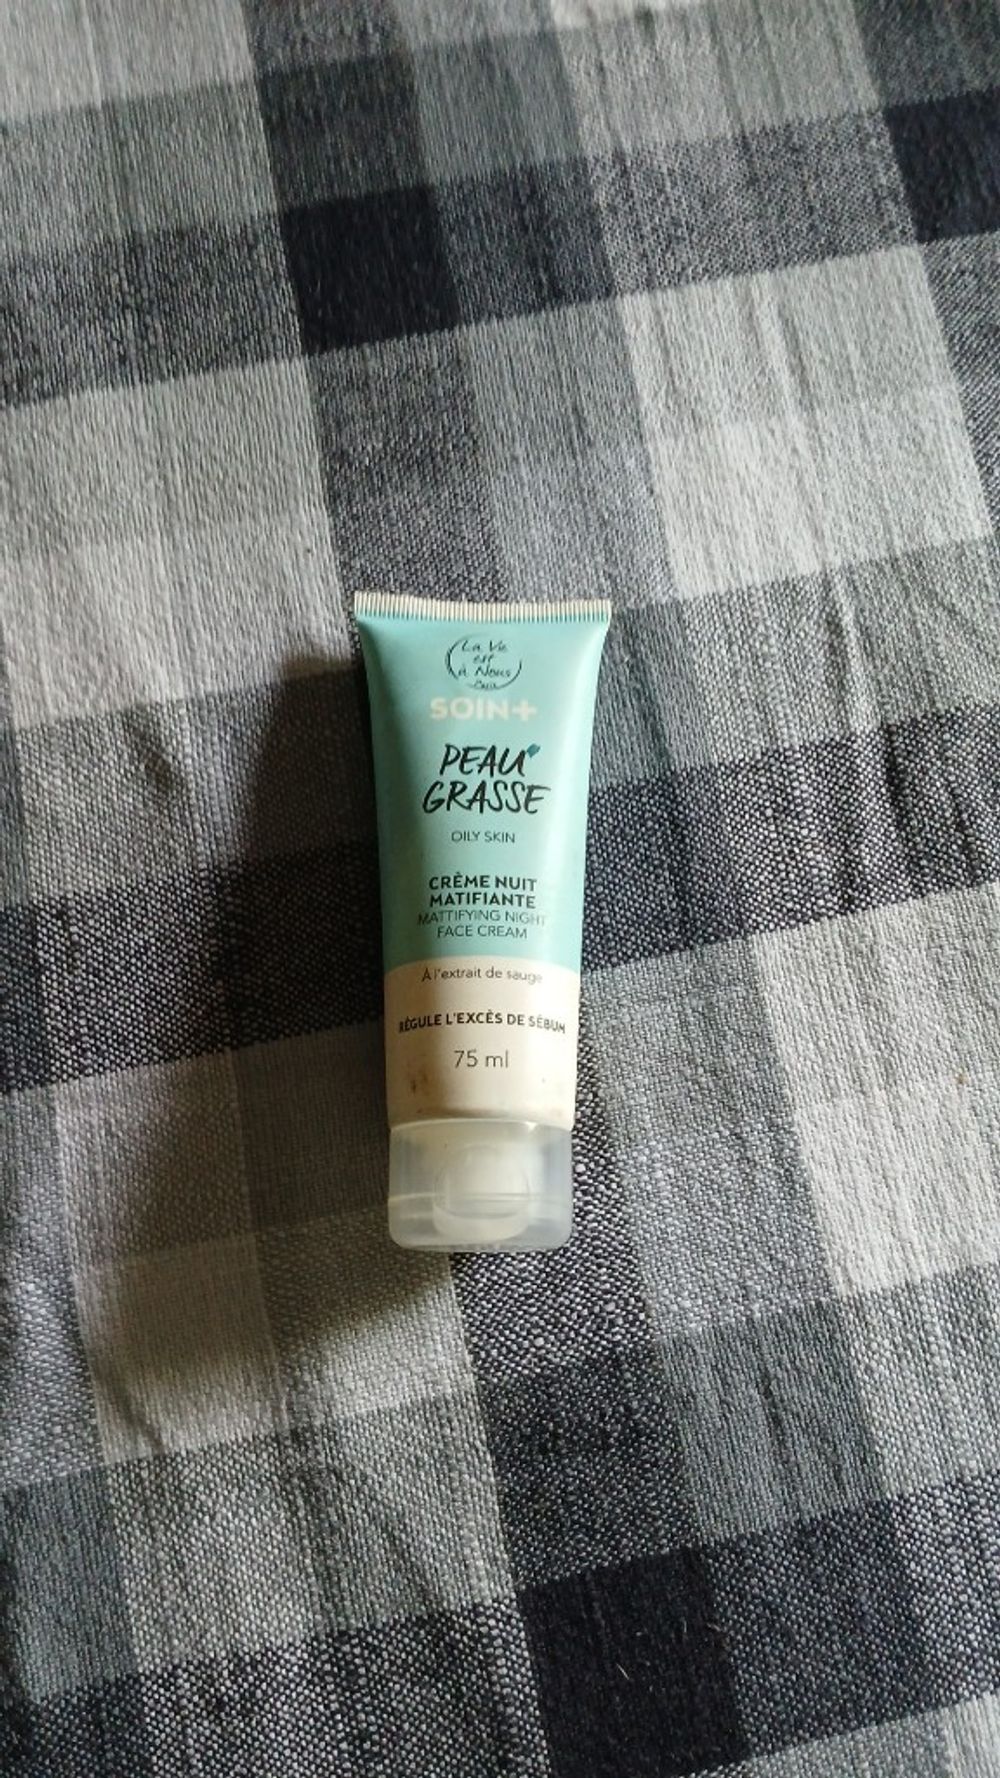 La Vie
est
à Nous
SOIN+
PEAU
GRASSE
OILY SKIN
CRÈME NUIT
MATIFIANTE
MATTIFYING NIGHT
FACE CREAM
À l'extrait de sauge
RÉGULE L'EXCÈS DE SÉBUM
75 ml